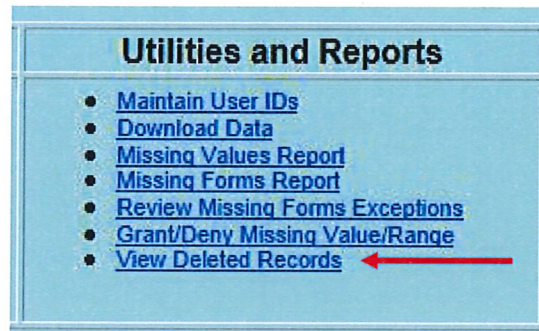 Utilities and Reports
Maintain User IDs
Download Data
Missing Values Report
Missing Forms Report
Review Missing Forms Exceptions
Grant/Deny Missing Value/Range
View Deleted Records